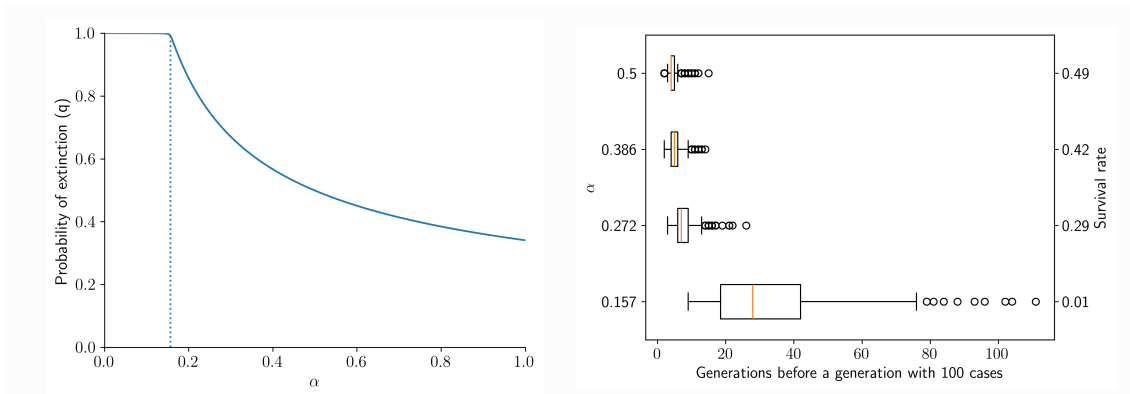 1.0
0.8
0.6
0.4
0.2
0.0
Probability of extinction (q)
0.0 0.2 0.4 0.6 0.8 1.0
α
0.5
0.386
0.272
0.157
α
0.49
0.42
0.29
0.01
Survival rate
0 20 40 60 80 100
Generations before a generation with 100 cases